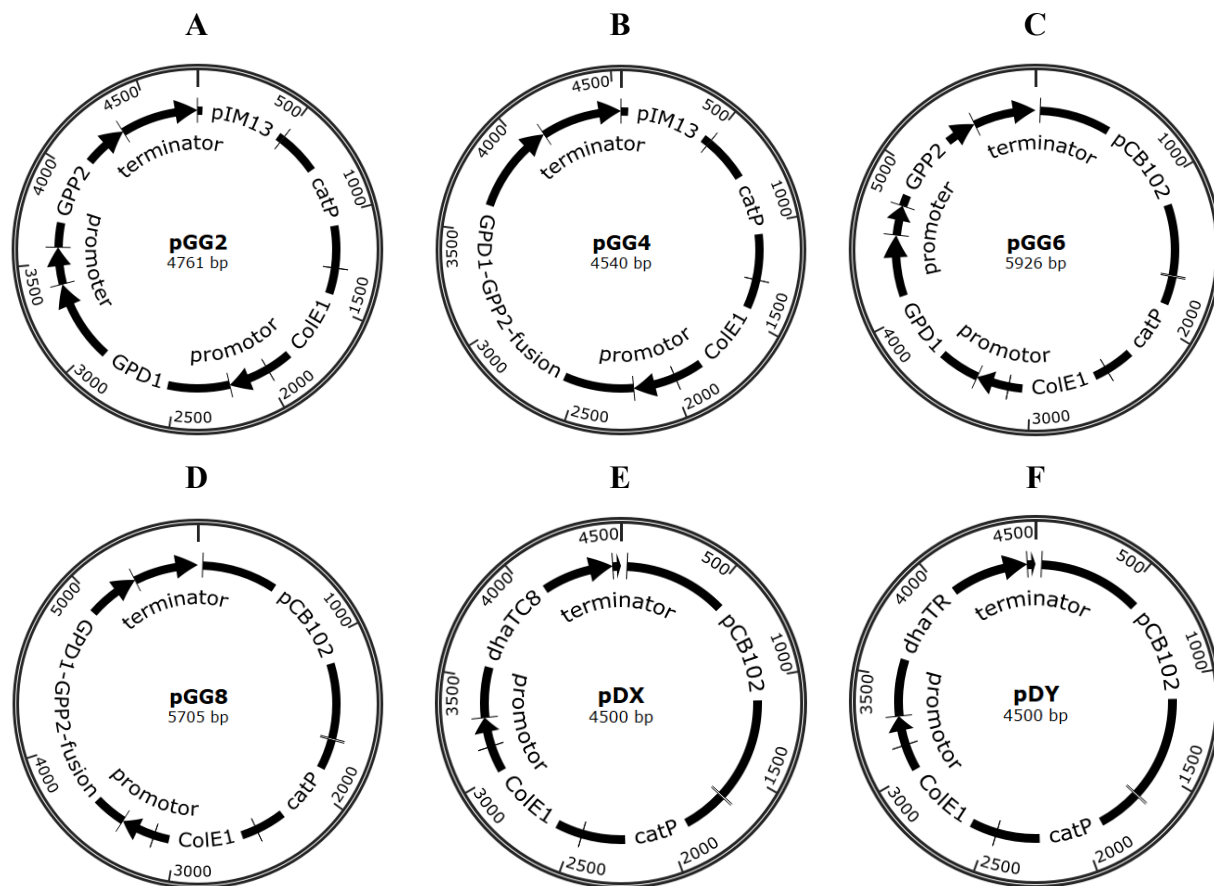 A
B
C
4500
500
1000
1500
2000
2500
3000
3500
4000
pIM13
catP
ColE1
promotor
GPD1
promoter
GPP2
terminator
pGG2
4761 bp
4500
500
1000
1500
2000
2500
3000
3500
4000
pIM13
catP
ColE1
promotor
GPD1-GPP2-fusion
terminator
pGG4
4540 bp
1000
2000
3000
4000
5000
pCB102
catP
ColE1
promotor
GPD1
promoter
GPP2
terminator
pGG6
5926 bp
D
E
F
1000
2000
3000
4000
5000
pCB102
catP
ColE1
promotor
GPD1-GPP2-fusion
terminator
pGG8
5705 bp
4500
500
1000
1500
2000
2500
3000
3500
4000
pCB102
catP
ColE1
promotor
dhaTC8
terminator
pDX
4500 bp
4500
500
1000
1500
2000
2500
3000
3500
4000
pCB102
catP
ColE1
promotor
dhaTR
terminator
pDY
4500 bp